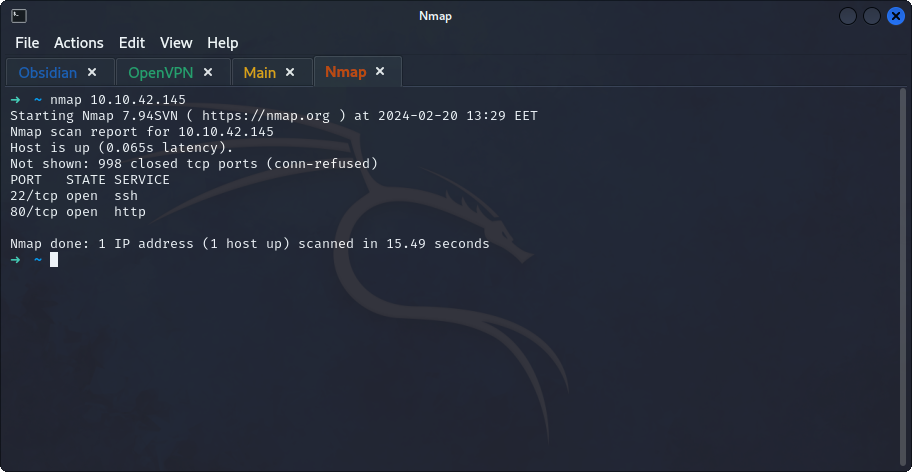 Nmap
File Actions Edit View Help
Obsidian OpenVPN Main Nmap
→ ~ nmap 10.10.42.145
Starting Nmap 7.94SVN ( https://nmap.org ) at 2024-02-20 13:29 EET
Nmap scan report for 10.10.42.145
Host is up (0.065s latency).
Not shown: 998 closed tcp ports (conn-refused)
PORT   STATE SERVICE
22/tcp open  ssh
80/tcp open  http
Nmap done: 1 IP address (1 host up) scanned in 15.49 seconds
→ ~